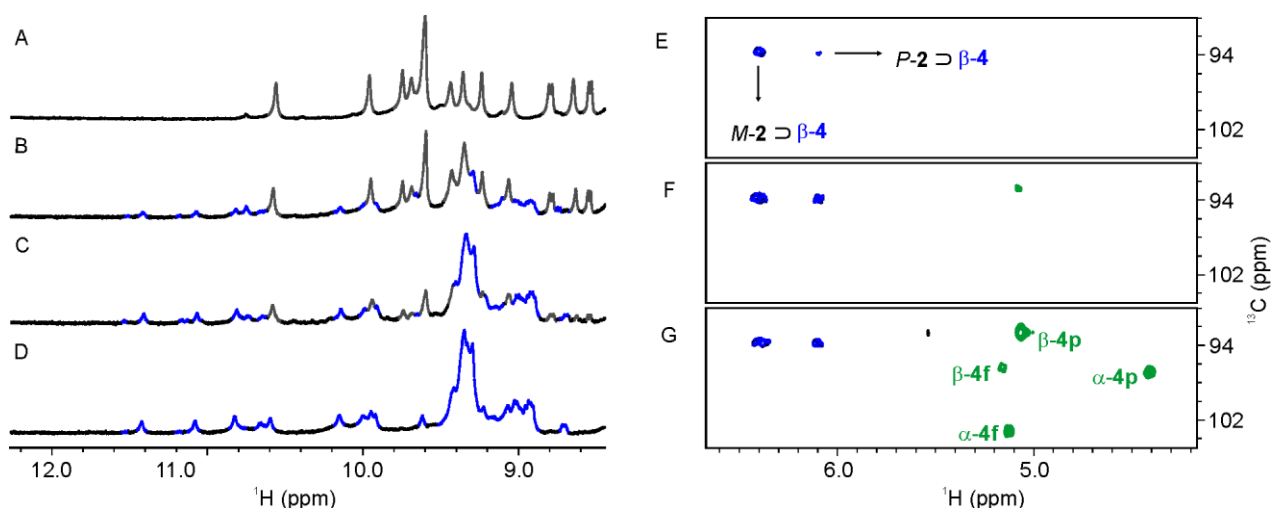 A
B
C
D
12.0 11.0 10.0 9.0
¹H (ppm)
E
P-2 ⊃ β-4
M-2 ⊃ β-4
94
102
F
94
102
G
β-4p
β-4f
α-4p
α-4f
94
102
¹³C (ppm)
6.0 5.0
¹H (ppm)